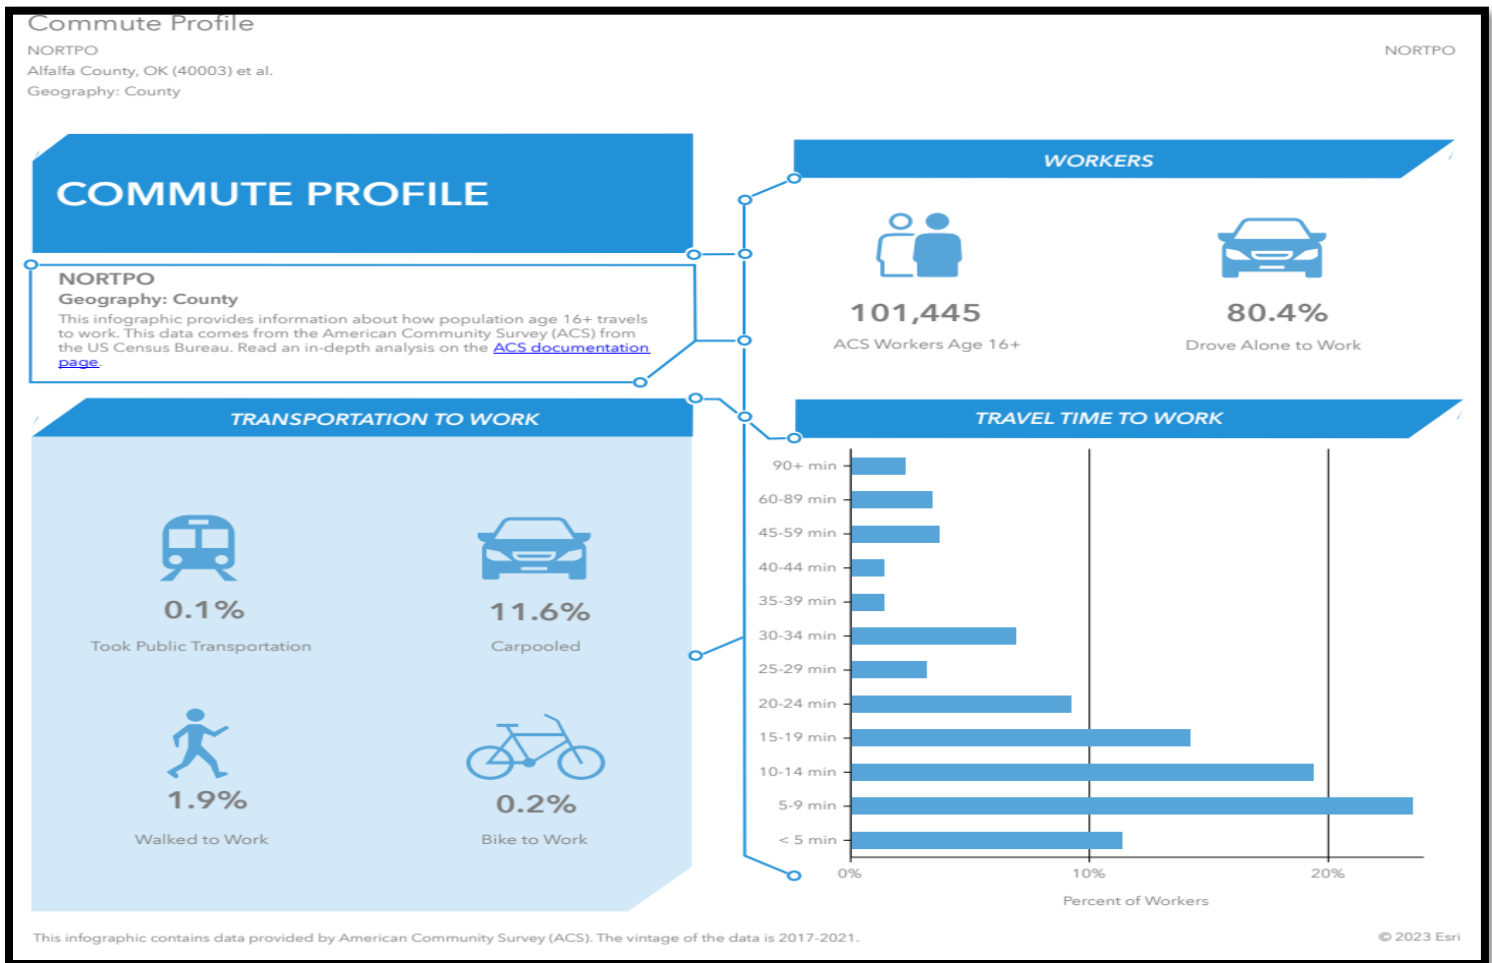 Commute Profile
NORTPO
NORTPO
Alfalfa County, OK (40003) et al.
Geography: County
COMMUTE PROFILE
NORTPO
Geography: County
This infographic provides information about how population age 16+ travels
to work. This data comes from the American Community Survey (ACS) from
the US Census Bureau. Read an in-depth analysis on the ACS documentation
page.
WORKERS
101,445
ACS Workers Age 16+
80.4%
Drove Alone to Work
TRANSPORTATION TO WORK
0.1%
Took Public Transportation
11.6%
Carpooled
1.9%
Walked to Work
0.2%
Bike to Work
TRAVEL TIME TO WORK
90+ min
60-89 min
45-59 min
40-44 min
35-39 min
30-34 min
25-29 min
20-24 min
15-19 min
10-14 min
5-9 min
< 5 min
0%
10%
20%
Percent of Workers
This infographic contains data provided by American Community Survey (ACS). The vintage of the data is 2017-2021.
© 2023 Esri